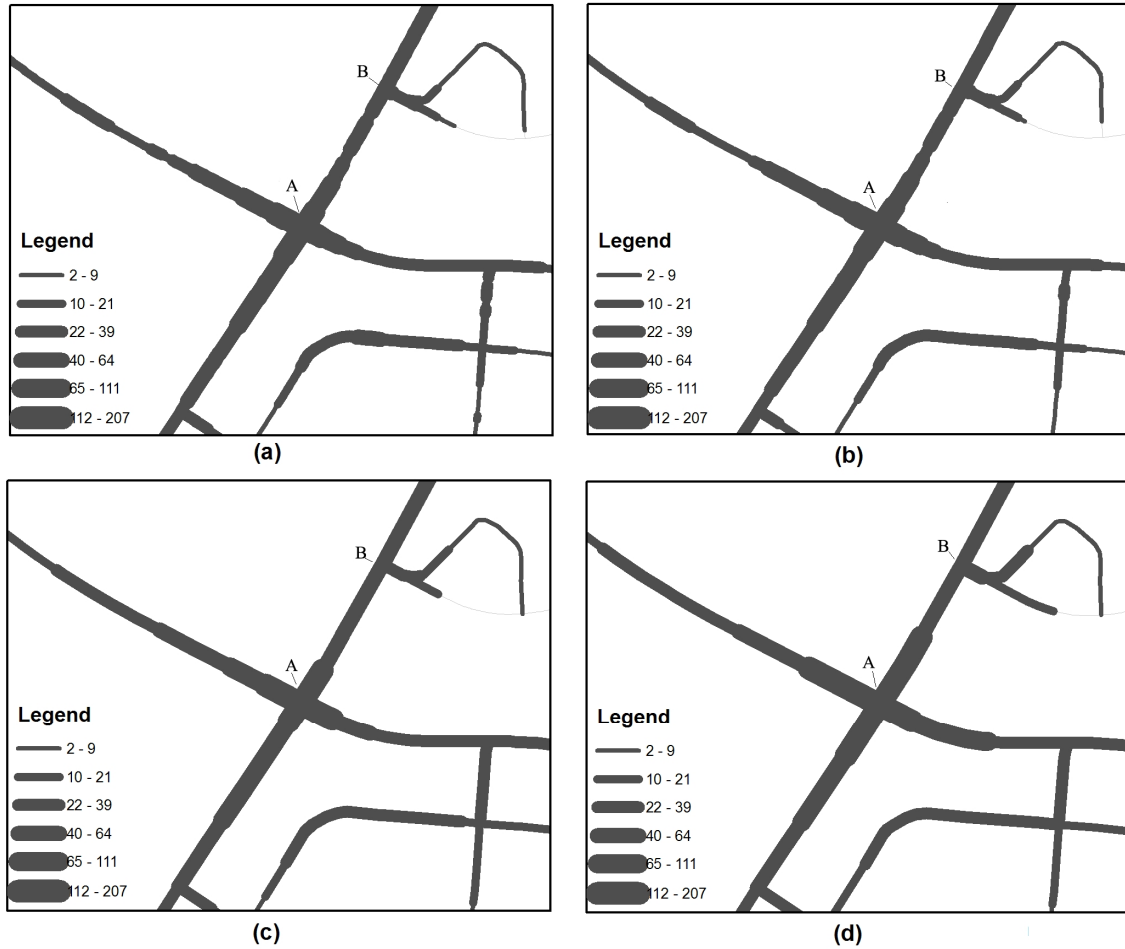 B
A
Legend
2 - 9
10 - 21
22 - 39
40 - 64
65 - 111
112 - 207
(a)
B
A
Legend
2 - 9
10 - 21
22 - 39
40 - 64
65 - 111
112 - 207
(b)
B
A
Legend
2 - 9
10 - 21
22 - 39
40 - 64
65 - 111
112 - 207
(c)
B
A
Legend
2 - 9
10 - 21
22 - 39
40 - 64
65 - 111
112 - 207
(d)